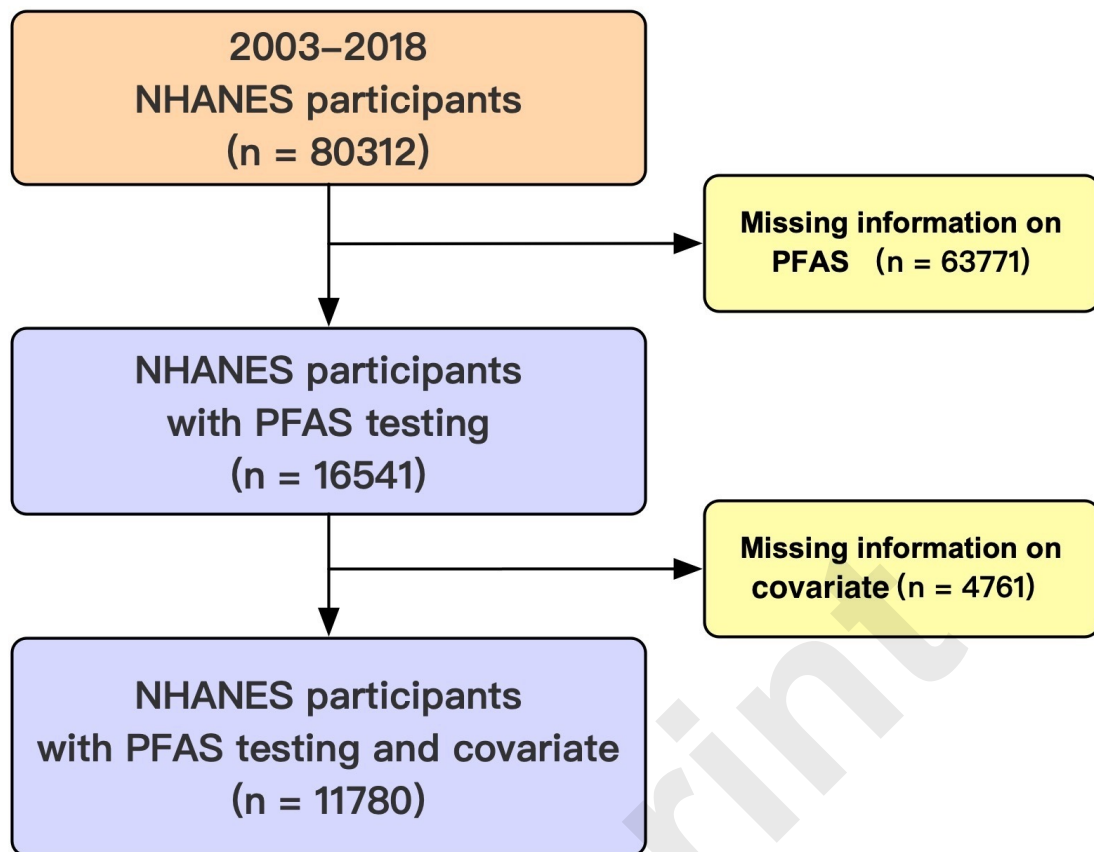 2003–2018
NHANES participants
(n = 80312)
Missing information on
PFAS (n = 63771)
NHANES participants
with PFAS testing
(n = 16541)
Missing information on
covariate (n = 4761)
NHANES participants
with PFAS testing and covariate
(n = 11780)
rint